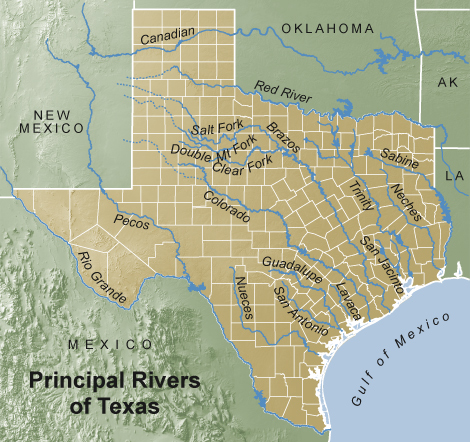 Canadian
OKLAHOMA
AK
Red River
NEW
MEXICO
Salt Fork
Brazos
Double Mt Fork
Clear Fork
Sabine
LA
Trinity
Neches
Colorado
Pecos
San Jacinto
Rio Grande
Guadalupe
Nueces
San Antonio
Lavaca
MEXICO
Gulf of Mexico
Principal Rivers
of Texas